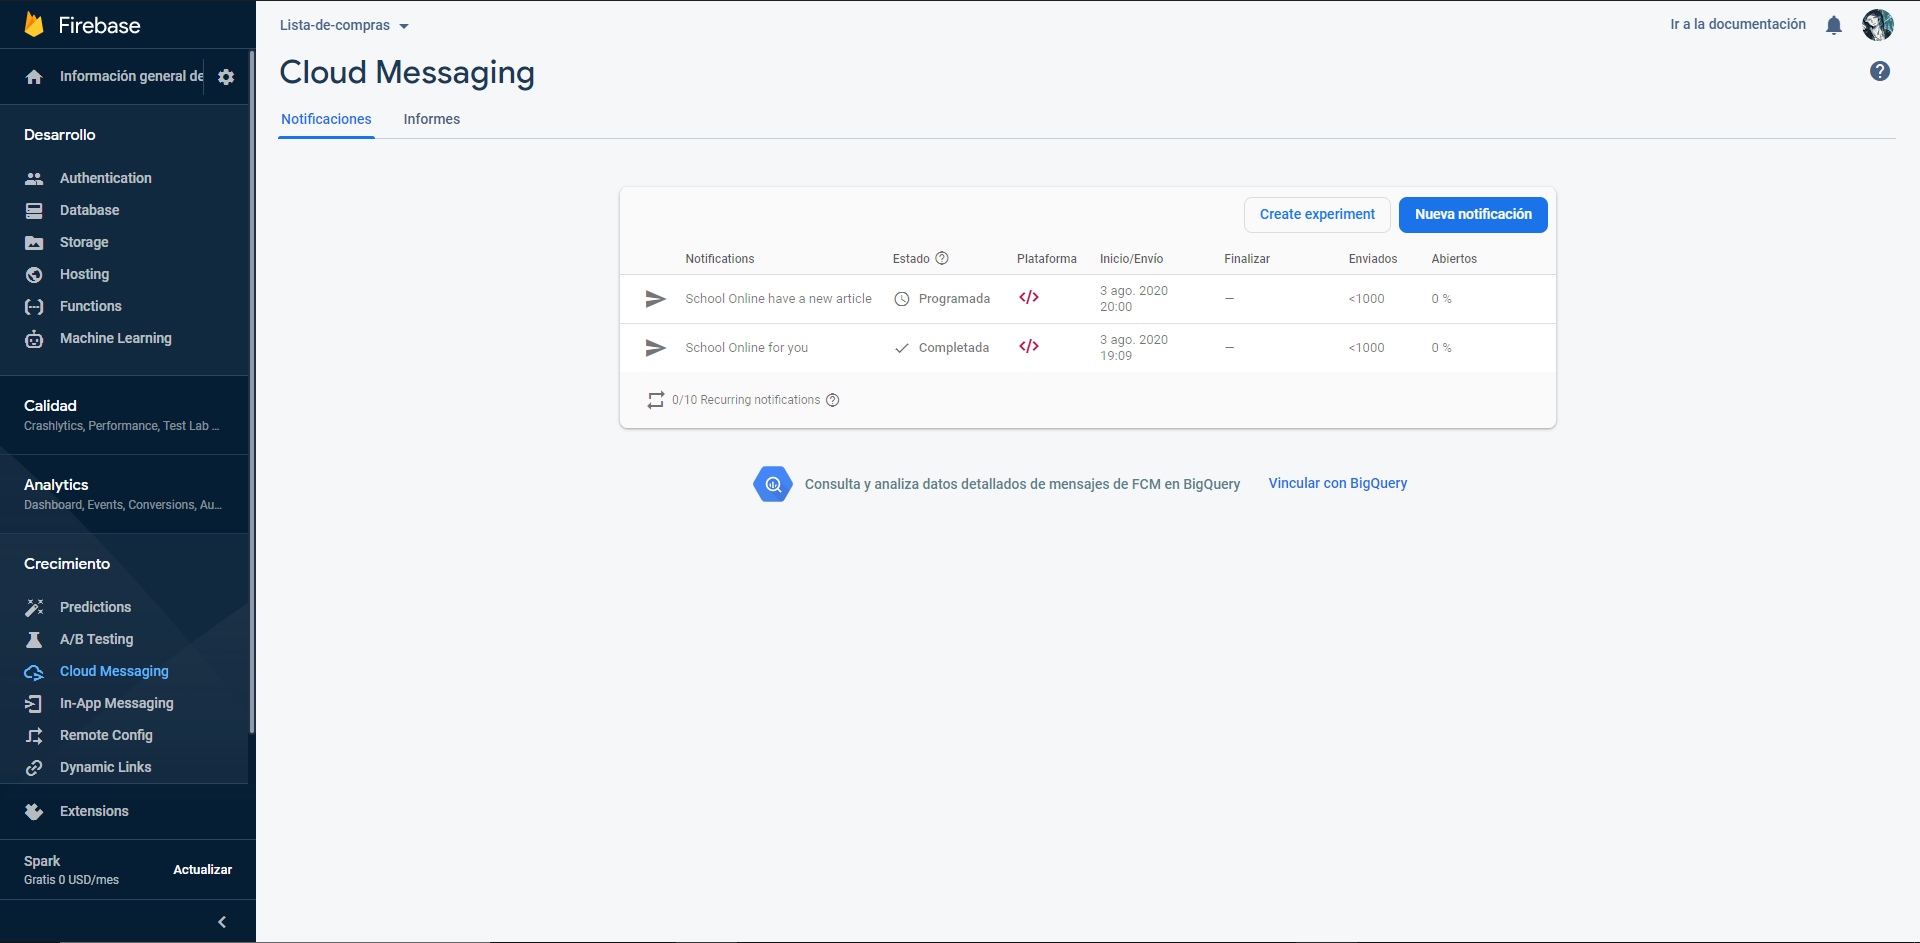 Firebase
Información general de
Desarrollo
Authentication
Database
Storage
Hosting
Functions
Machine Learning
Calidad
Crashlytics, Performance, Test Lab ...
Analytics
Dashboard, Events, Conversions, Au...
Crecimiento
Predictions
A/B Testing
Cloud Messaging
In-App Messaging
Remote Config
Dynamic Links
Extensions
Spark
Gratis 0 USD/mes
Actualizar
Lista-de-compras
Ir a la documentación
Cloud Messaging
Notificaciones Informes
Create experiment Nueva notificación
Notifications Estado Plataforma Inicio/Envío Finalizar Enviados Abiertos
School Online have a new article Programada </> 3 ago. 2020 20:00 — <1000 0 %
School Online for you Completada </> 3 ago. 2020 19:09 — <1000 0 %
0/10 Recurring notifications
Consulta y analiza datos detallados de mensajes de FCM en BigQuery Vincular con BigQuery